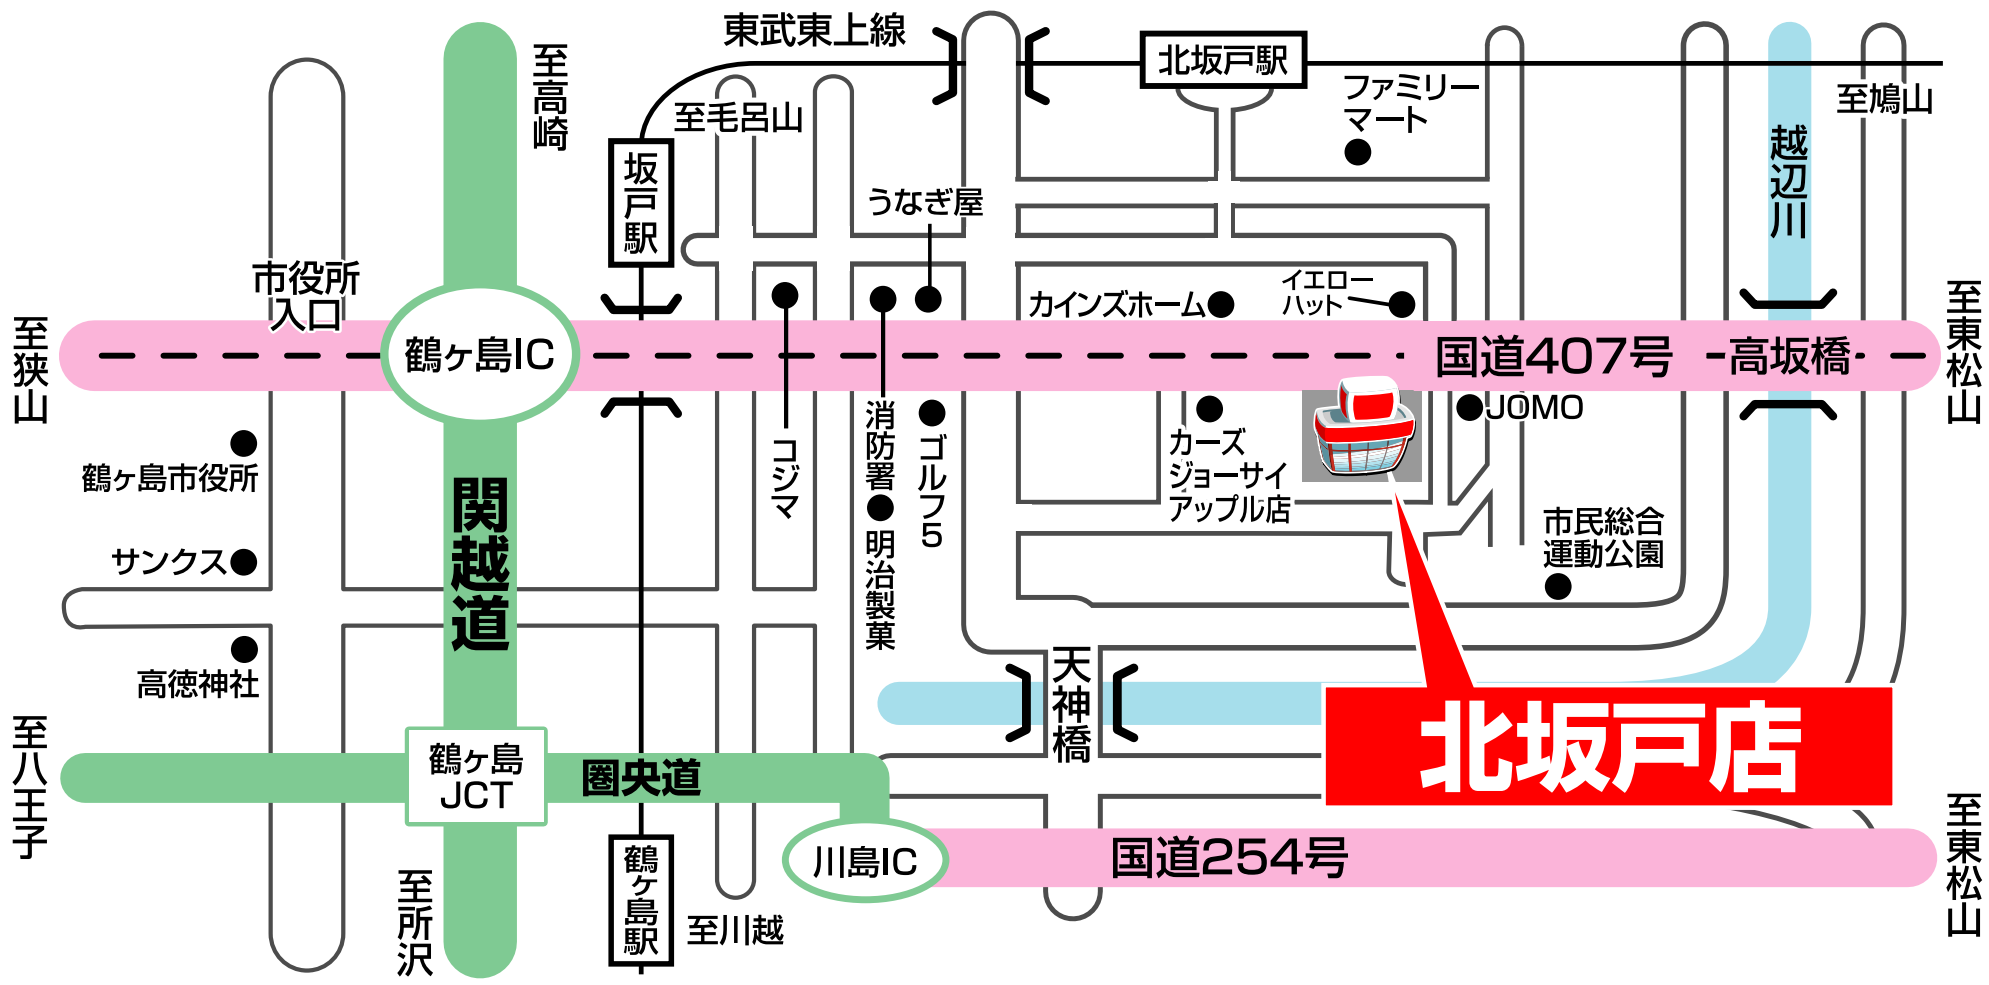 東武東上線
北坂戸駅
至高崎
ファミリー
マート
至鳩山
至毛呂山
越辺川
坂戸駅
うなぎ屋
市役所
入口
カインズホーム
イエロー
ハット
至狭山
至東松山
鶴ヶ島IC
国道407号
高坂橋
JOMO
消防署
ゴルフ5
カーズ
ジョーサイ
アップル店
コジマ
鶴ヶ島市役所
関越道
市民総合
運動公園
サンクス
明治製菓
高徳神社
天神橋
北坂戸店
至八王子
鶴ヶ島
JCT
圏央道
至東松山
川島IC
国道254号
鶴ヶ島駅
至所沢
至川越